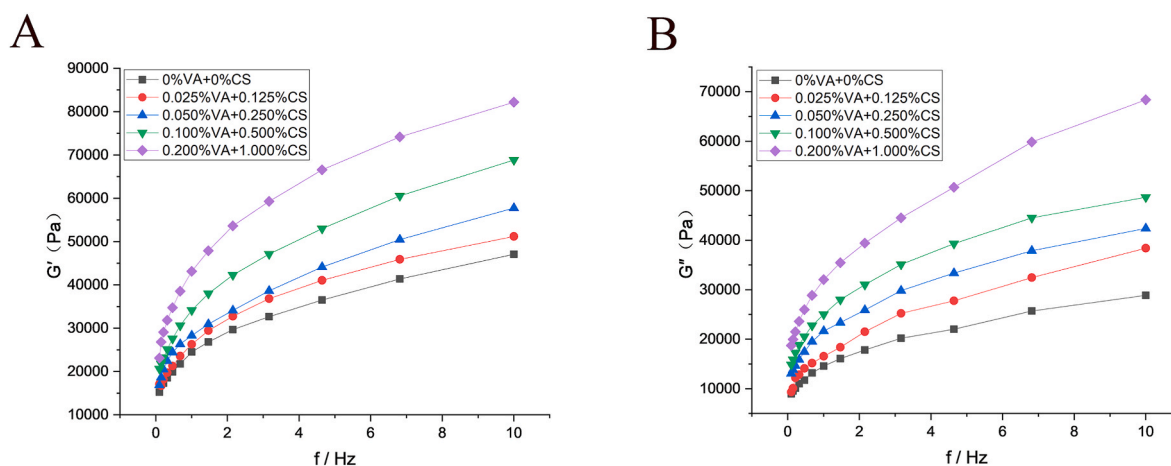 A
90000
80000
70000
60000
50000
40000
30000
20000
10000
G′（Pa）
0%VA+0%CS
0.025%VA+0.125%CS
0.050%VA+0.250%CS
0.100%VA+0.500%CS
0.200%VA+1.000%CS
0 2 4 6 8 10
f / Hz
B
70000
60000
50000
40000
30000
20000
10000
G″（Pa）
0%VA+0%CS
0.025%VA+0.125%CS
0.050%VA+0.250%CS
0.100%VA+0.500%CS
0.200%VA+1.000%CS
0 2 4 6 8 10
f / Hz